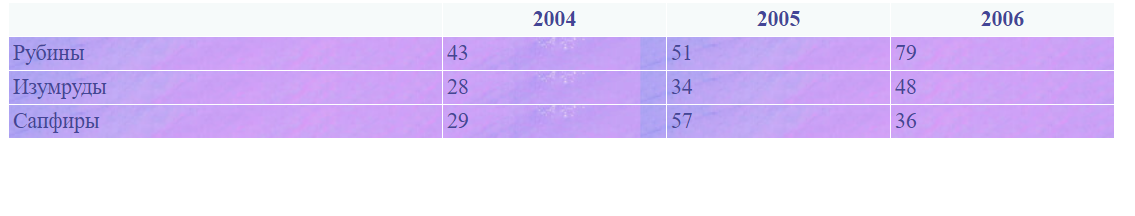 2004 2005 2006
Рубины 43 51 79
Изумруды 28 34 48
Сапфиры 29 57 36